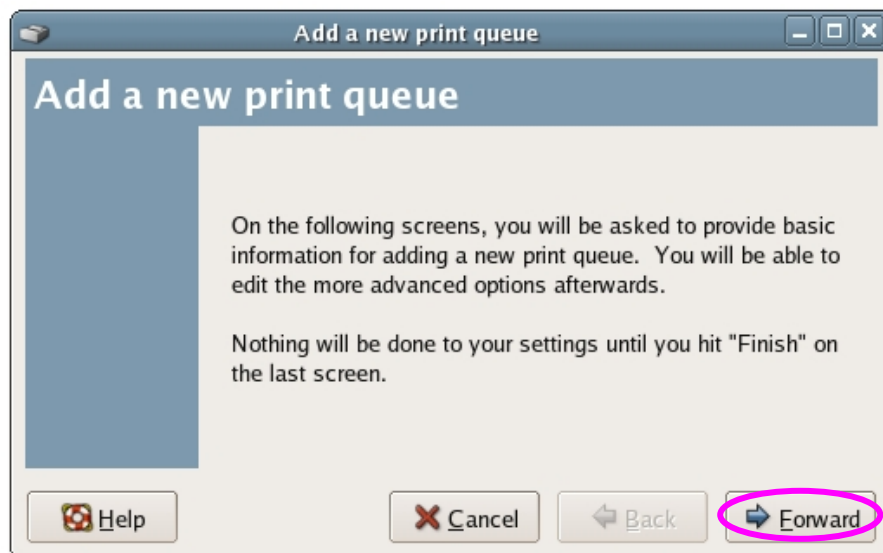 Add a new print queue
Add a new print queue
On the following screens, you will be asked to provide basic
information for adding a new print queue.  You will be able to
edit the more advanced options afterwards.
Nothing will be done to your settings until you hit "Finish" on
the last screen.
Help
Cancel
Back
Forward